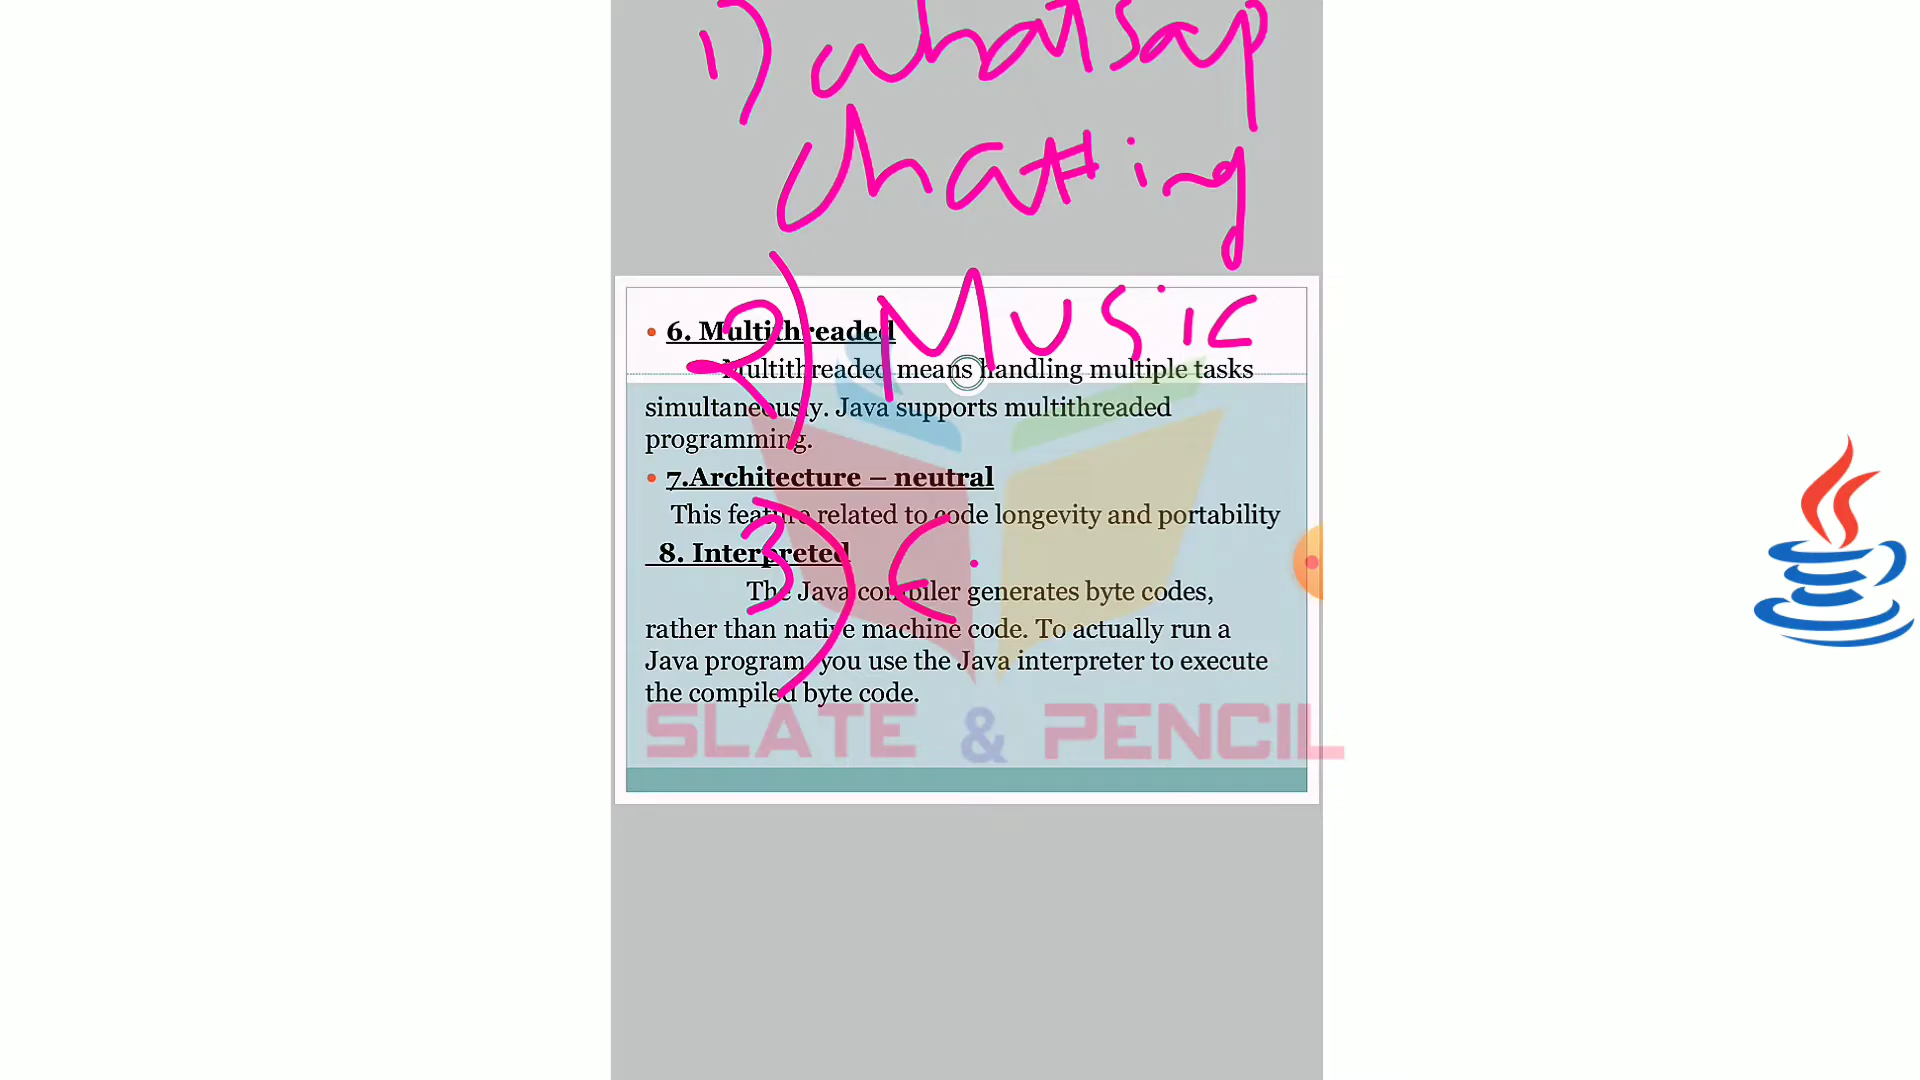 1) whatsap
chatting
2) Music
• 6. Multithreaded
Multithreaded means handling multiple tasks
simultaneously. Java supports multithreaded
programming.
• 7.Architecture – neutral
This feature related to code longevity and portability
3) C
8. Interpreted
The Java compiler generates byte codes,
rather than native machine code. To actually run a
Java program, you use the Java interpreter to execute
the compiled byte code.
SLATE & PENCIL